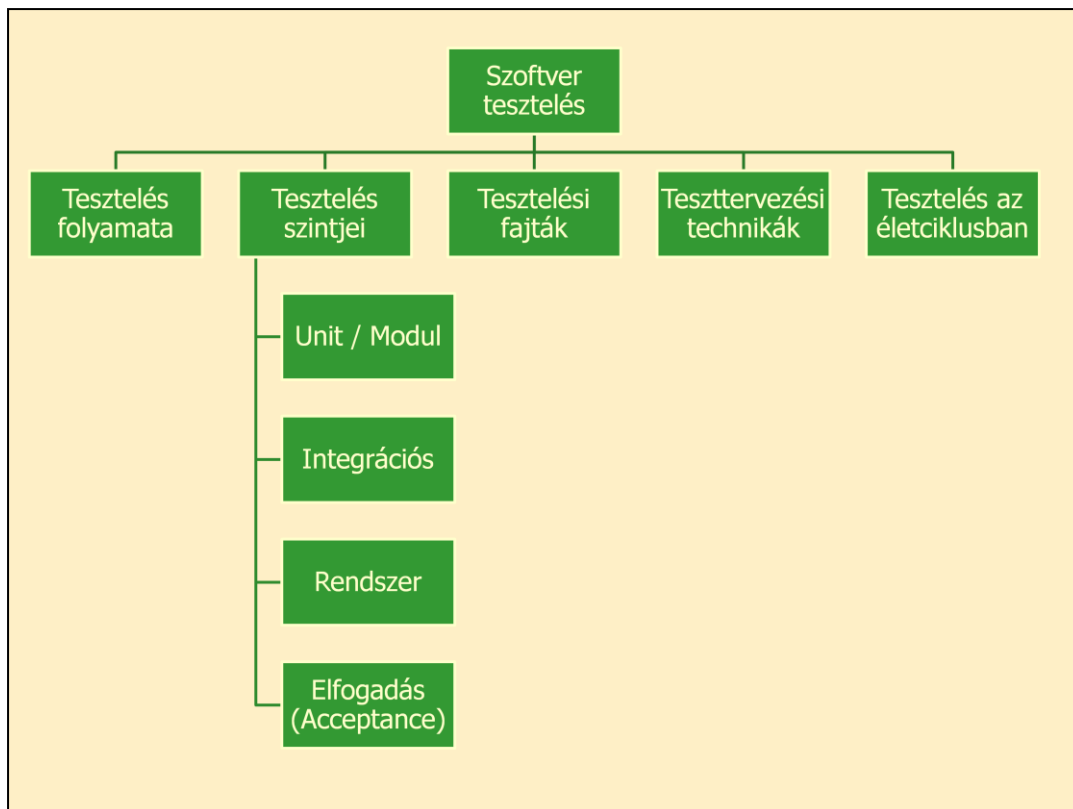 Szoftver
tesztelés
Tesztelés
folyamata
Tesztelés
szintjei
Tesztelési
fajták
Teszttervezési
technikák
Tesztelés az
életciklusban
Unit / Modul
Integrációs
Rendszer
Elfogadás
(Acceptance)